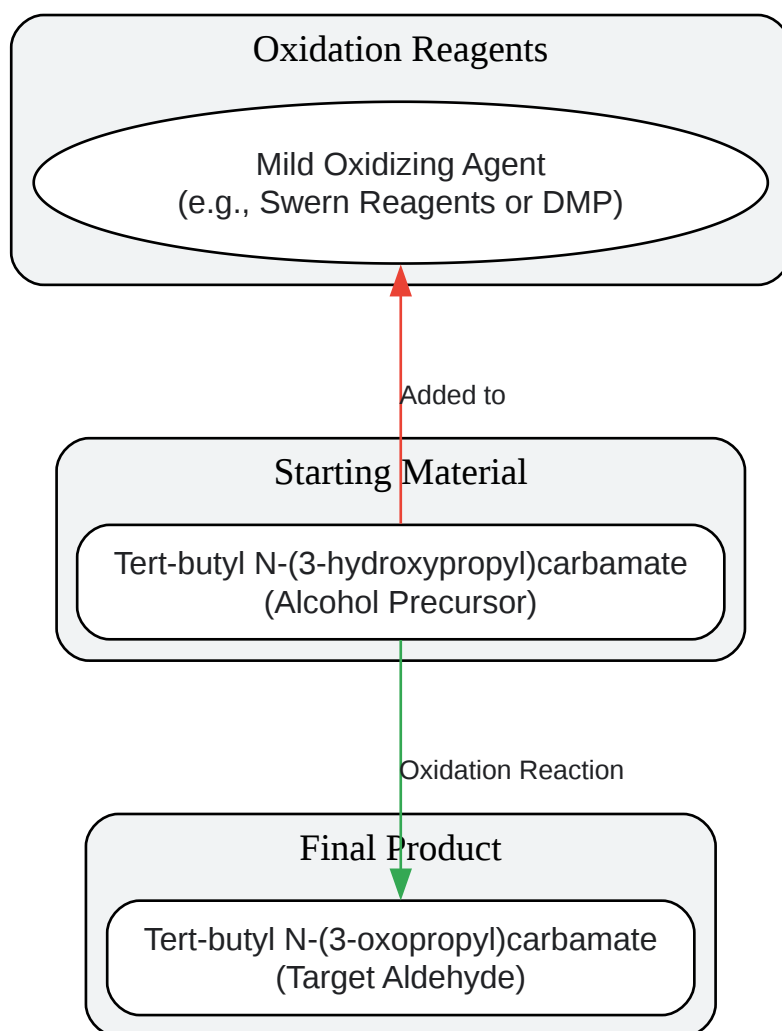 Oxidation Reagents
Mild Oxidizing Agent
(e.g., Swern Reagents or DMP)
Added to
Starting Material
Tert-butyl N-(3-hydroxypropyl)carbamate
(Alcohol Precursor)
Oxidation Reaction
Final Product
Tert-butyl N-(3-oxopropyl)carbamate
(Target Aldehyde)